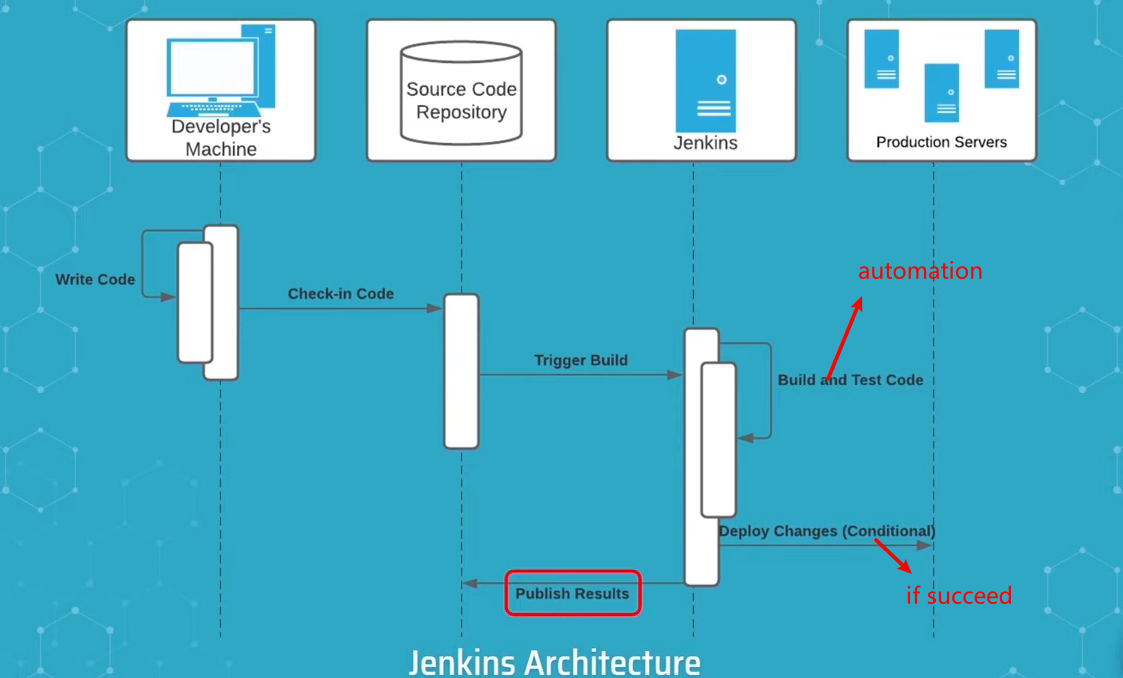 Developer's
Machine
Source Code
Repository
Jenkins
Production Servers
Write Code
Check-in Code
automation
Trigger Build
Build and Test Code
Deploy Changes (Conditional)
Publish Results
if succeed
Jenkins Architecture